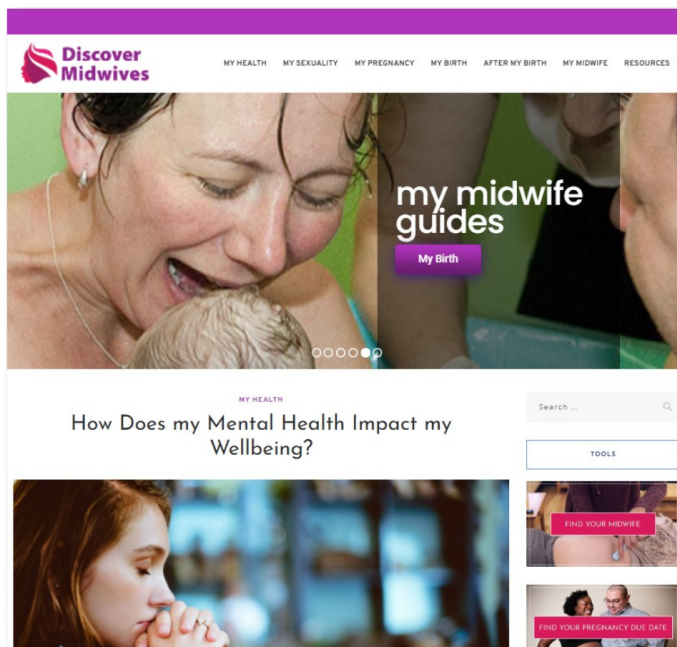 Discover
Midwives
MY HEALTH MY SEXUALITY MY PREGNANCY MY BIRTH AFTER MY BIRTH MY MIDWIFE RESOURCES
my midwife
guides
My Birth
MY HEALTH
How Does my Mental Health Impact my
Wellbeing?
Search ...
TOOLS
FIND YOUR MIDWIFE
FIND YOUR PREGNANCY DUE DATE